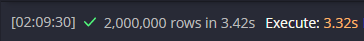 [02:09:30] ✓ 2,000,000 rows in 3.42s Execute: 3.32s